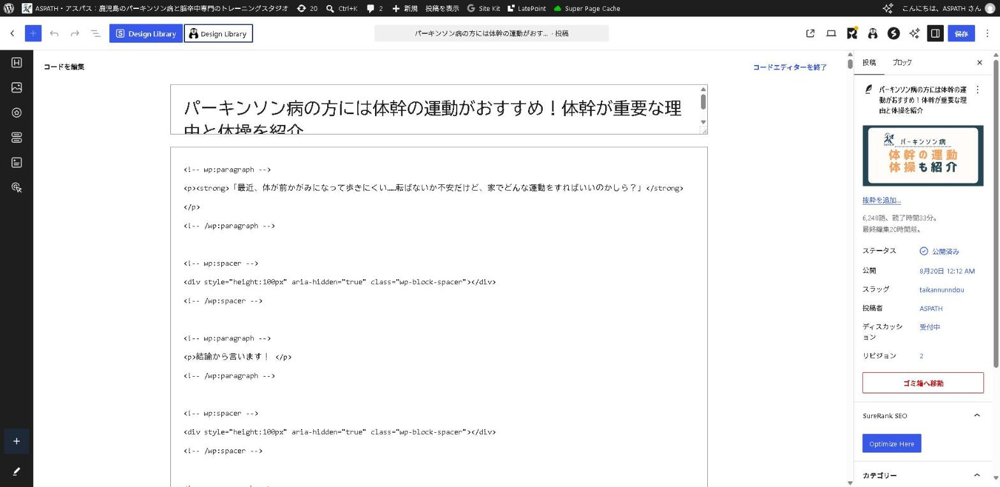 ASPATH・アスパス：鹿児島のパーキンソン病と脳卒中専門のトレーニングスタジオ 20 Ctrl+K 2 新規 投稿を表示 Site Kit LatePoint Super Page Cache こんにちは、ASPATH さん
Design Library Design Library パーキンソン病の方には体幹の運動がおす... · 投稿 保存
コードを編集 コードエディターを終了
パーキンソン病の方には体幹の運動がおすすめ！体幹が重要な理
由と体操を紹介
<!-- wp:paragraph -->
<p><strong>「最近、体が前かがみになって歩きにくい……転ばないか不安だけど、家でどんな運動をすればいいのかしら？」</strong>
</p>
<!-- /wp:paragraph -->
<!-- wp:spacer -->
<div style="height:100px" aria-hidden="true" class="wp-block-spacer"></div>
<!-- /wp:spacer -->
<!-- wp:paragraph -->
<p>結論から言います！ </p>
<!-- /wp:paragraph -->
<!-- wp:spacer -->
<div style="height:100px" aria-hidden="true" class="wp-block-spacer"></div>
<!-- /wp:spacer -->
投稿 ブロック
パーキンソン病の方には体幹の運
動がおすすめ！体幹が重要な理由
と体操を紹介
パーキンソン病
体幹の運動
体操も紹介
抜粋を追加...
6,248語、読了時間33分。
最終編集20時間前。
ステータス 公開済み
公開 8月20日 12:12 AM
スラッグ taikannunndou
投稿者 ASPATH
ディスカッシ
ョン 受付中
リビジョン 2
ゴミ箱へ移動
SureRank SEO
Optimize Here
カテゴリー